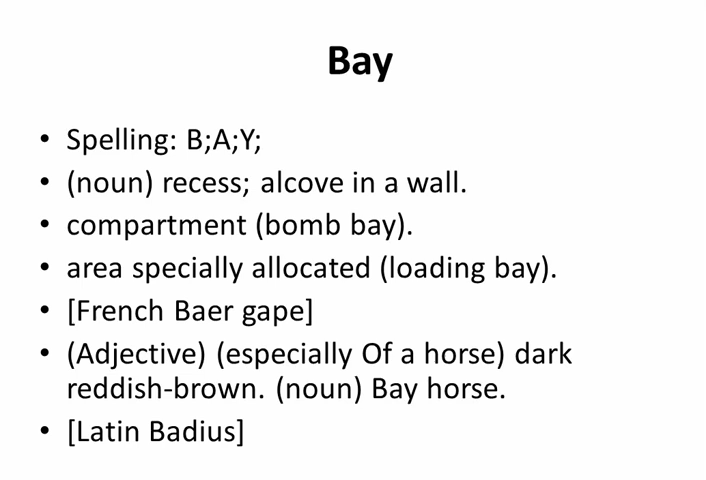 Bay
• Spelling: B;A;Y;
• (noun) recess; alcove in a wall.
• compartment (bomb bay).
• area specially allocated (loading bay).
• [French Baer gape]
• (Adjective) (especially Of a horse) dark
reddish-brown. (noun) Bay horse.
• [Latin Badius]